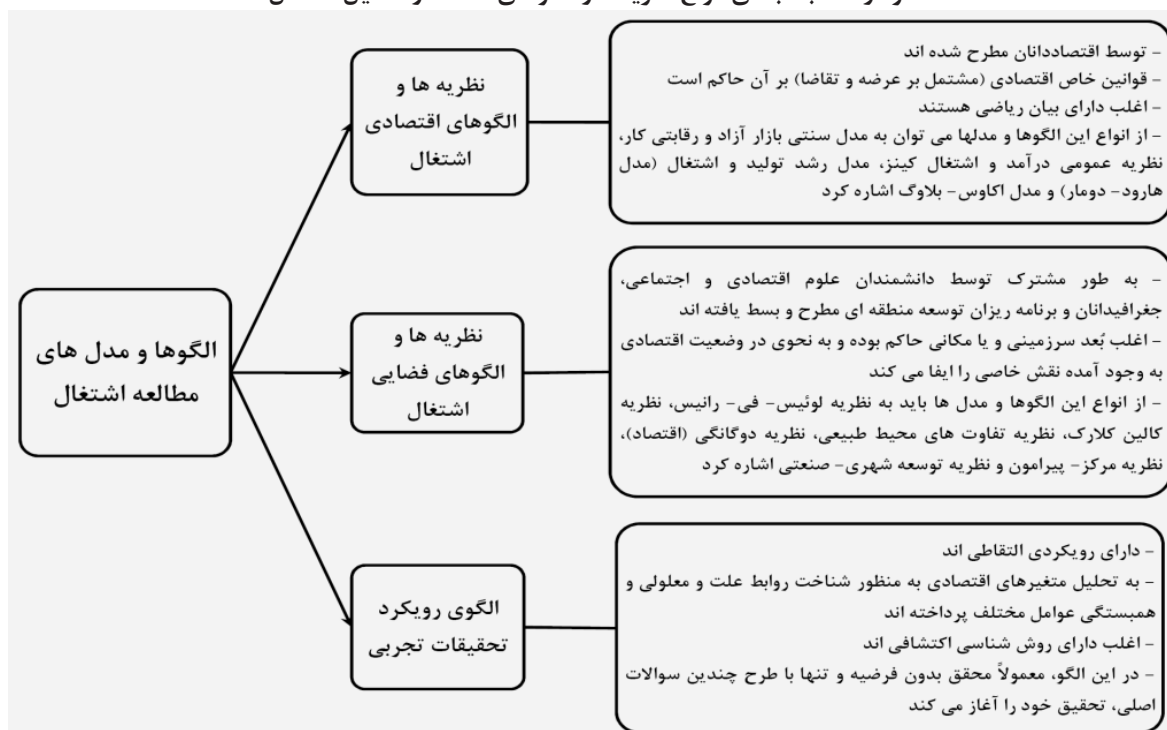 الگوها و مدل های
مطالعه اشتغال
نظریه ها و
الگوهای اقتصادی
اشتغال
- توسط اقتصاددانان مطرح شده اند
- قوانین خاص اقتصادی (مشتمل بر عرضه و تقاضا) بر آن حاکم است
- اغلب دارای بیان ریاضی هستند
- از انواع این الگوها و مدلها می توان به مدل سنتی بازار آزاد و رقابتی کار،
نظریه عمومی درآمد و اشتغال کینز، مدل رشد تولید و اشتغال (مدل
هارود- دومار) و مدل اکاوس- بلاوگ اشاره کرد
نظریه ها و
الگوهای فضایی
اشتغال
- به طور مشترک توسط دانشمندان علوم اقتصادی و اجتماعی،
جغرافیدانان و برنامه ریزان توسعه منطقه ای مطرح و بسط یافته اند
- اغلب بُعد سرزمینی و یا مکانی حاکم بوده و به نحوی در وضعیت اقتصادی
به وجود آمده نقش خاصی را ایفا می کند
- از انواع این الگوها و مدل ها باید به نظریه لوئیس- فی- رانیس، نظریه
کالین کلارک، نظریه تفاوت های محیط طبیعی، نظریه دوگانگی (اقتصاد)،
نظریه مرکز- پیرامون و نظریه توسعه شهری- صنعتی اشاره کرد
الگوی رویکرد
تحقیقات تجربی
- دارای رویکردی التقاطی اند
- به تحلیل متغیرهای اقتصادی به منظور شناخت روابط علت و معلولی و
همبستگی عوامل مختلف پرداخته اند
- اغلب دارای روش شناسی اکتشافی اند
- در این الگو، معمولاً محقق بدون فرضیه و تنها با طرح چندین سوالات
اصلی، تحقیق خود را آغاز می کند